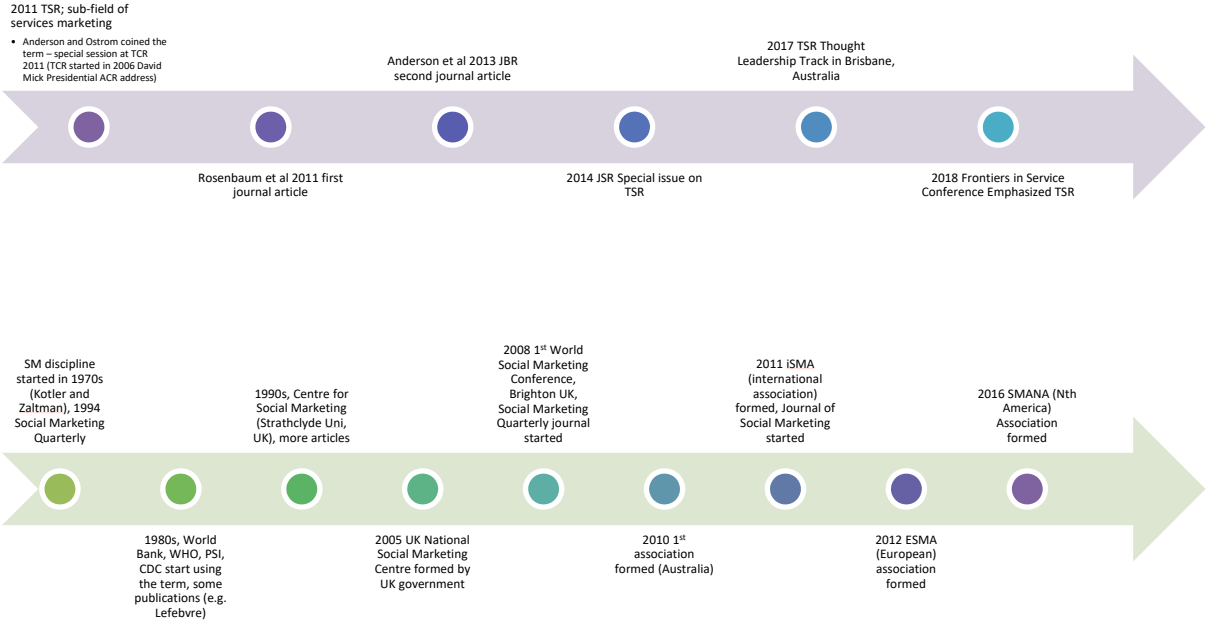 2011 TSR; sub-field of
services marketing
• Anderson and Ostrom coined the
term – special session at TCR
2011 (TCR started in 2006 David
Mick Presidential ACR address)
Rosenbaum et al 2011 first
journal article
Anderson et al 2013 JBR
second journal article
2014 JSR Special issue on
TSR
2017 TSR Thought
Leadership Track in Brisbane,
Australia
2018 Frontiers in Service
Conference Emphasized TSR
SM discipline
started in 1970s
(Kotler and
Zaltman), 1994
Social Marketing
Quarterly
1980s, World
Bank, WHO, PSI,
CDC start using
the term, some
publications (e.g.
Lefebvre)
1990s, Centre for
Social Marketing
(Strathclyde Uni,
UK), more articles
2005 UK National
Social Marketing
Centre formed by
UK government
2008 1st World
Social Marketing
Conference,
Brighton UK,
Social Marketing
Quarterly journal
started
2010 1st
association
formed (Australia)
2011 iSMA
(international
association)
formed, Journal of
Social Marketing
started
2012 ESMA
(European)
association
formed
2016 SMANA (Nth
America)
Association
formed